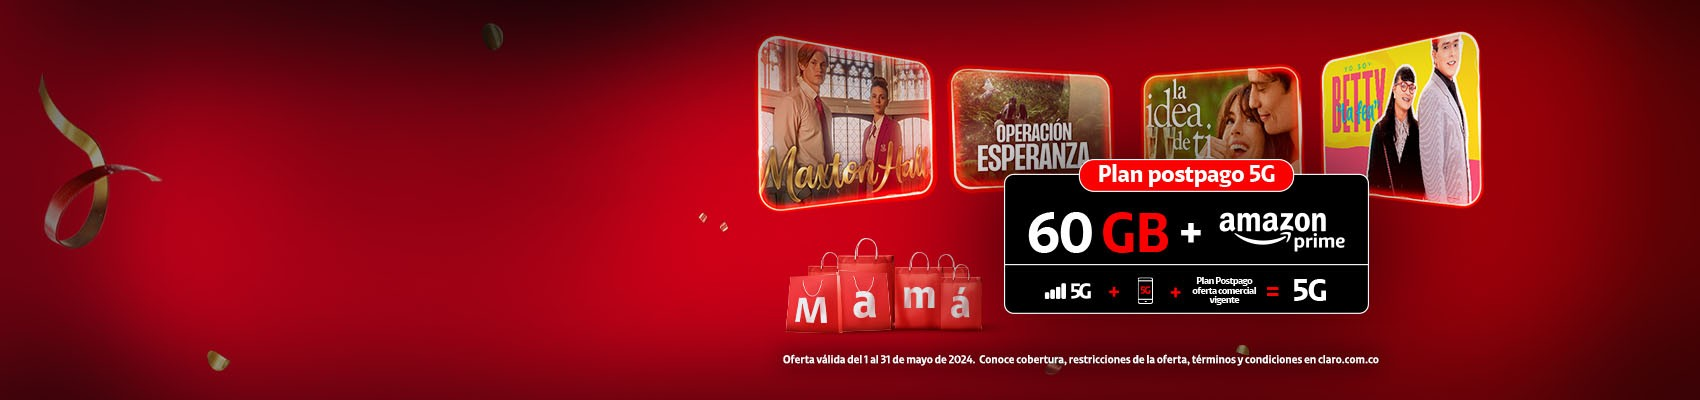 Maxton Hall
OPERACIÓN
ESPERANZA
la
idea
de ti
YO SOY
BETTY
"la fea"
Plan postpago 5G
60 GB + amazon
prime
5G + 5G + Plan Postpago
oferta comercial
vigente
= 5G
Mamá
Oferta válida del 1 al 31 de mayo de 2024. Conoce cobertura, restricciones de la oferta, términos y condiciones en claro.com.co